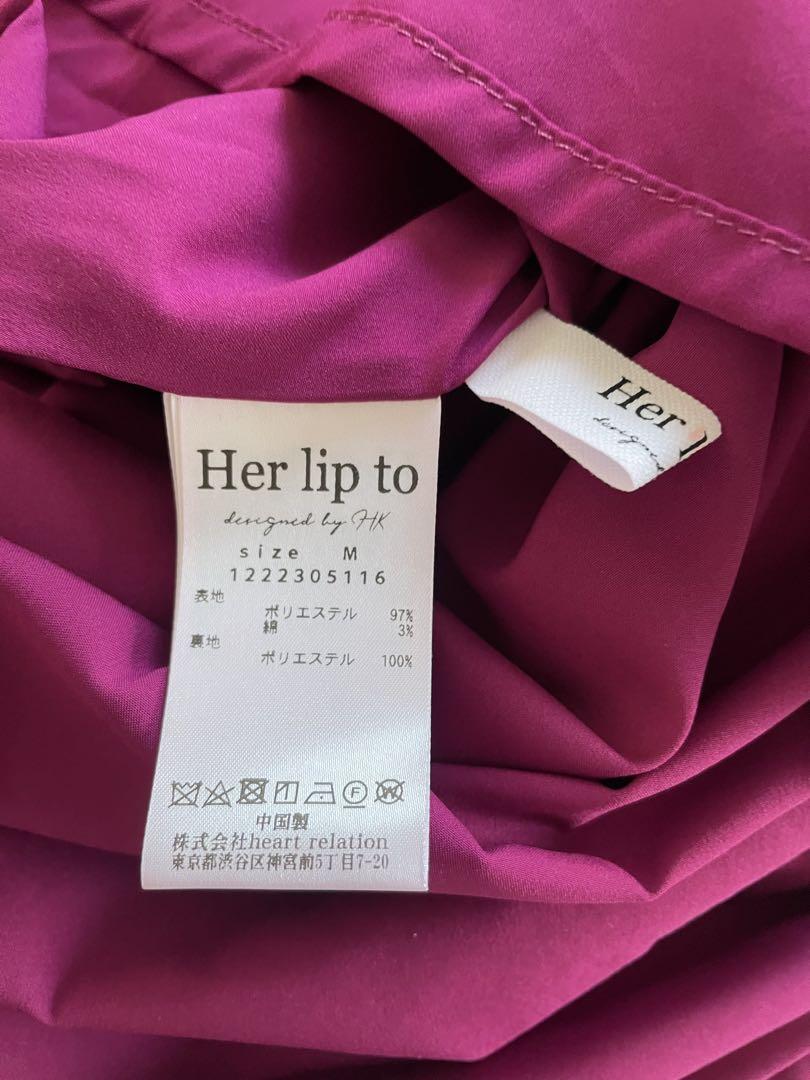 Her lip to
designed by HK
size M
1222305116
表地
ポリエステル 97%
綿 3%
裏地
ポリエステル 100%
中国製
株式会社heart relation
東京都渋谷区神宮前5丁目7-20
Her